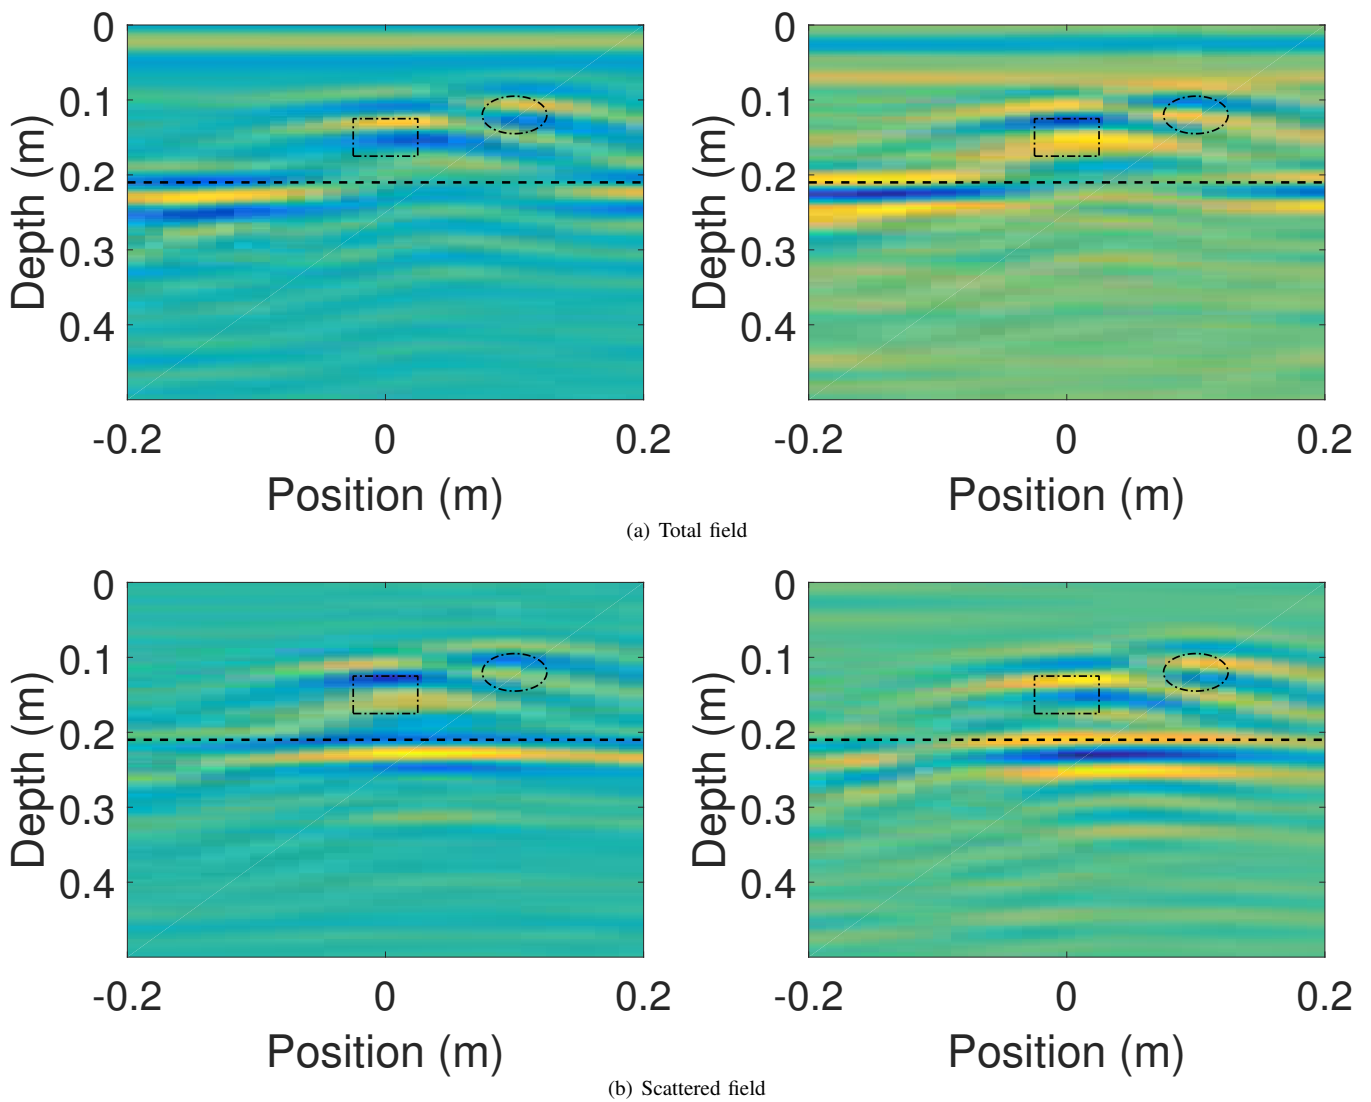 0 0
0.1 0.1
0.2 0.2
0.3 0.3
0.4 0.4
Depth (m) Depth (m)
-0.2 0 0.2 -0.2 0 0.2
Position (m) Position (m)
(a) Total field
0 0
0.1 0.1
0.2 0.2
0.3 0.3
0.4 0.4
Depth (m) Depth (m)
-0.2 0 0.2 -0.2 0 0.2
Position (m) Position (m)
(b) Scattered field